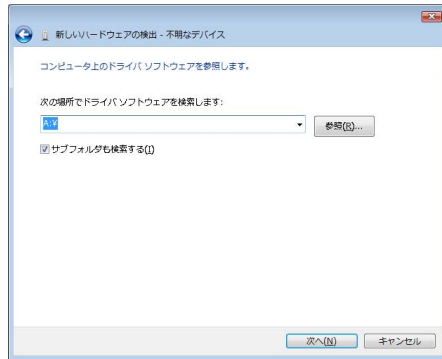 新しいハードウェアの検出 - 不明なデバイス
コンピュータ上のドライバ ソフトウェアを参照します。
次の場所でドライバ ソフトウェアを検索します:
A:¥
参照(R)...
サブフォルダも検索する(I)
次へ(N)
キャンセル